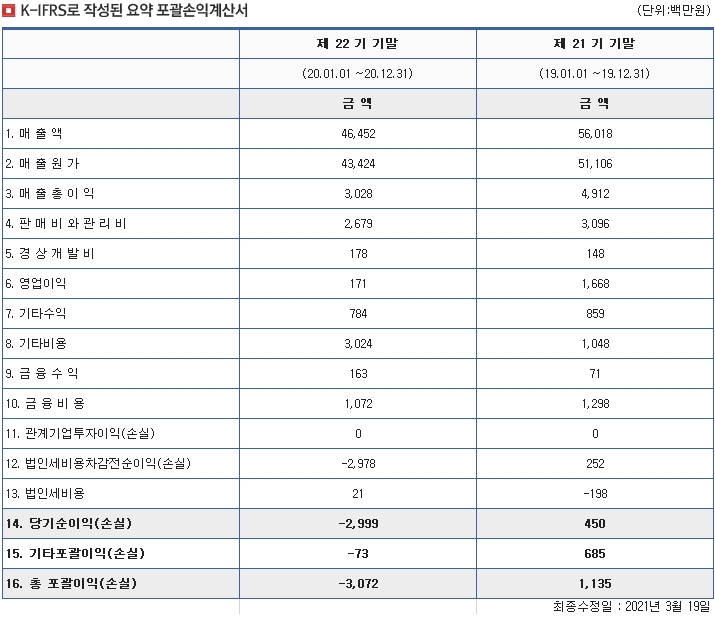 K-IFRS로 작성된 요약 포괄손익계산서 (단위:백만원)
제 22 기 기말 제 21 기 기말
(20.01.01 ~20.12.31) (19.01.01 ~19.12.31)
금 액 금 액
1. 매 출 액 46,452 56,018
2. 매 출 원 가 43,424 51,106
3. 매 출 총 이 익 3,028 4,912
4. 판 매 비 와 관 리 비 2,679 3,096
5. 경 상 개 발 비 178 148
6. 영업이익 171 1,668
7. 기타수익 784 859
8. 기타비용 3,024 1,048
9. 금 융 수 익 163 71
10. 금 융 비 용 1,072 1,298
11. 관계기업투자이익(손실) 0 0
12. 법인세비용차감전순이익(손실) -2,978 252
13. 법인세비용 21 -198
14. 당기순이익(손실) -2,999 450
15. 기타포괄이익(손실) -73 685
16. 총 포괄이익(손실) -3,072 1,135
최종수정일 : 2021년 3월 19일